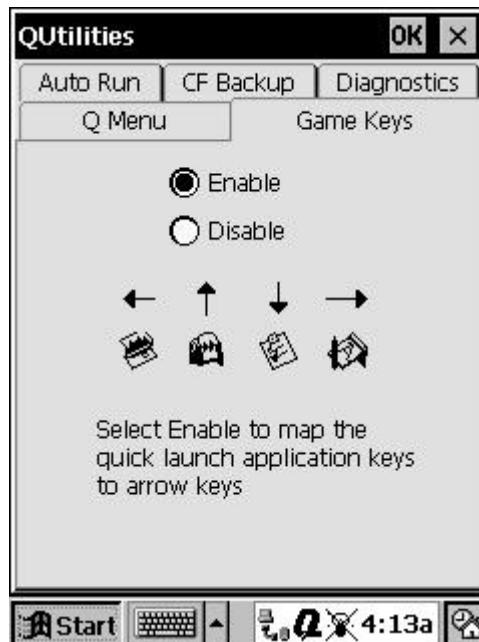 QUtilities OK
Auto Run CF Backup Diagnostics
Q Menu Game Keys
Enable
Disable
Select Enable to map the
quick launch application keys
to arrow keys
Start 4:13a